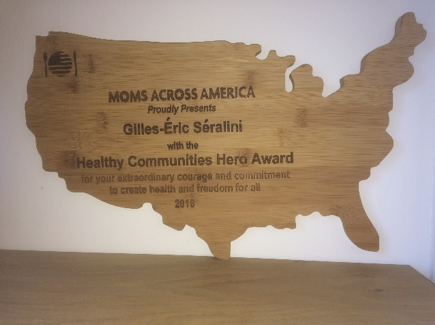 MOMS ACROSS AMERICA
Proudly Presents
Gilles-Éric Séralini
with the
Healthy Communities Hero Award
for your extraordinary courage and commitment
to create health and freedom for all
2016